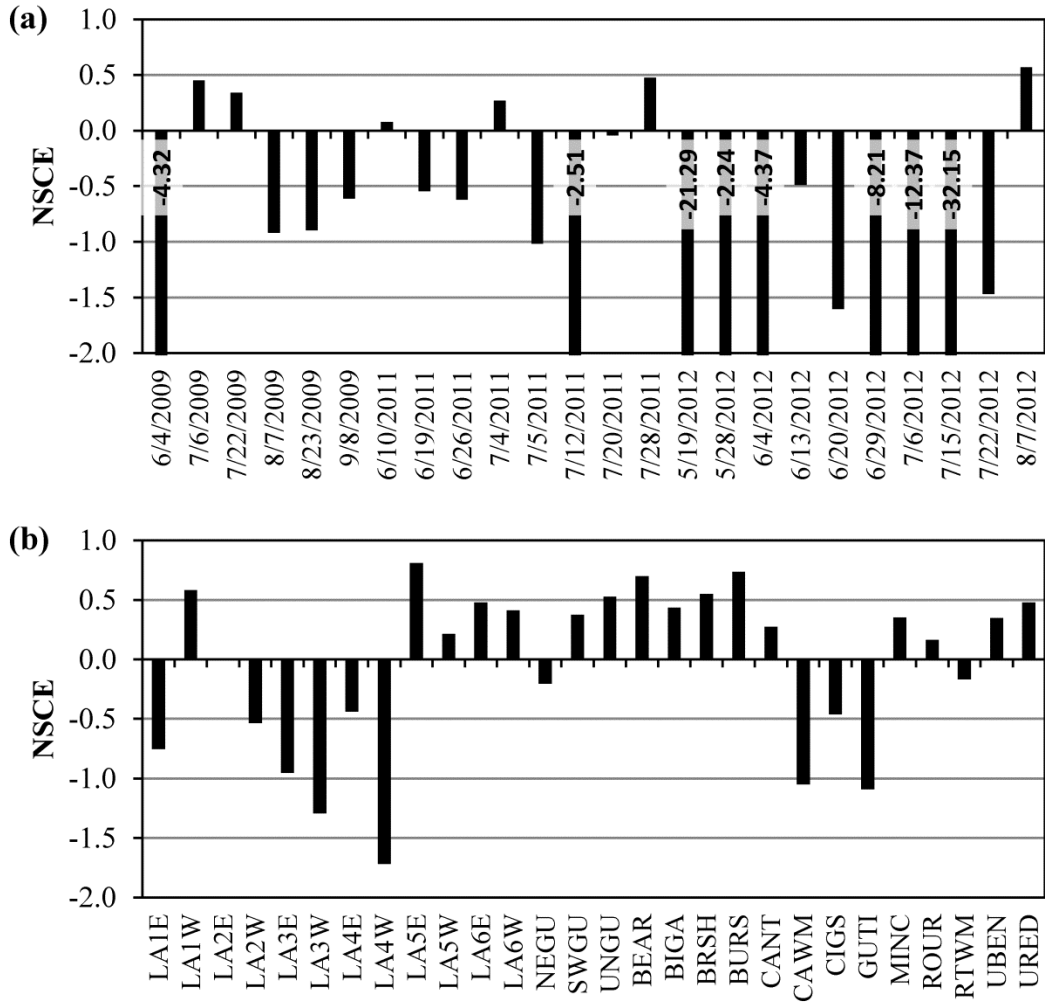 (a)
NSCE
1.0
0.5
0.0
-0.5
-1.0
-1.5
-2.0
-4.32
-2.51
-21.29
-2.24
-4.37
-8.21
-12.37
-32.15
6/4/2009
7/6/2009
7/22/2009
8/7/2009
8/23/2009
9/8/2009
6/10/2011
6/19/2011
6/26/2011
7/4/2011
7/5/2011
7/12/2011
7/20/2011
7/28/2011
5/19/2012
5/28/2012
6/4/2012
6/13/2012
6/20/2012
6/29/2012
7/6/2012
7/15/2012
7/22/2012
8/7/2012
(b)
NSCE
1.0
0.5
0.0
-0.5
-1.0
-1.5
-2.0
LA1E
LA1W
LA2E
LA2W
LA3E
LA3W
LA4E
LA4W
LA5E
LA5W
LA6E
LA6W
NEGU
SWGU
UNGU
BEAR
BIGA
BRSH
BURS
CANT
CAWM
CIGS
GUTI
MINC
ROUR
RTWM
UBEN
URED